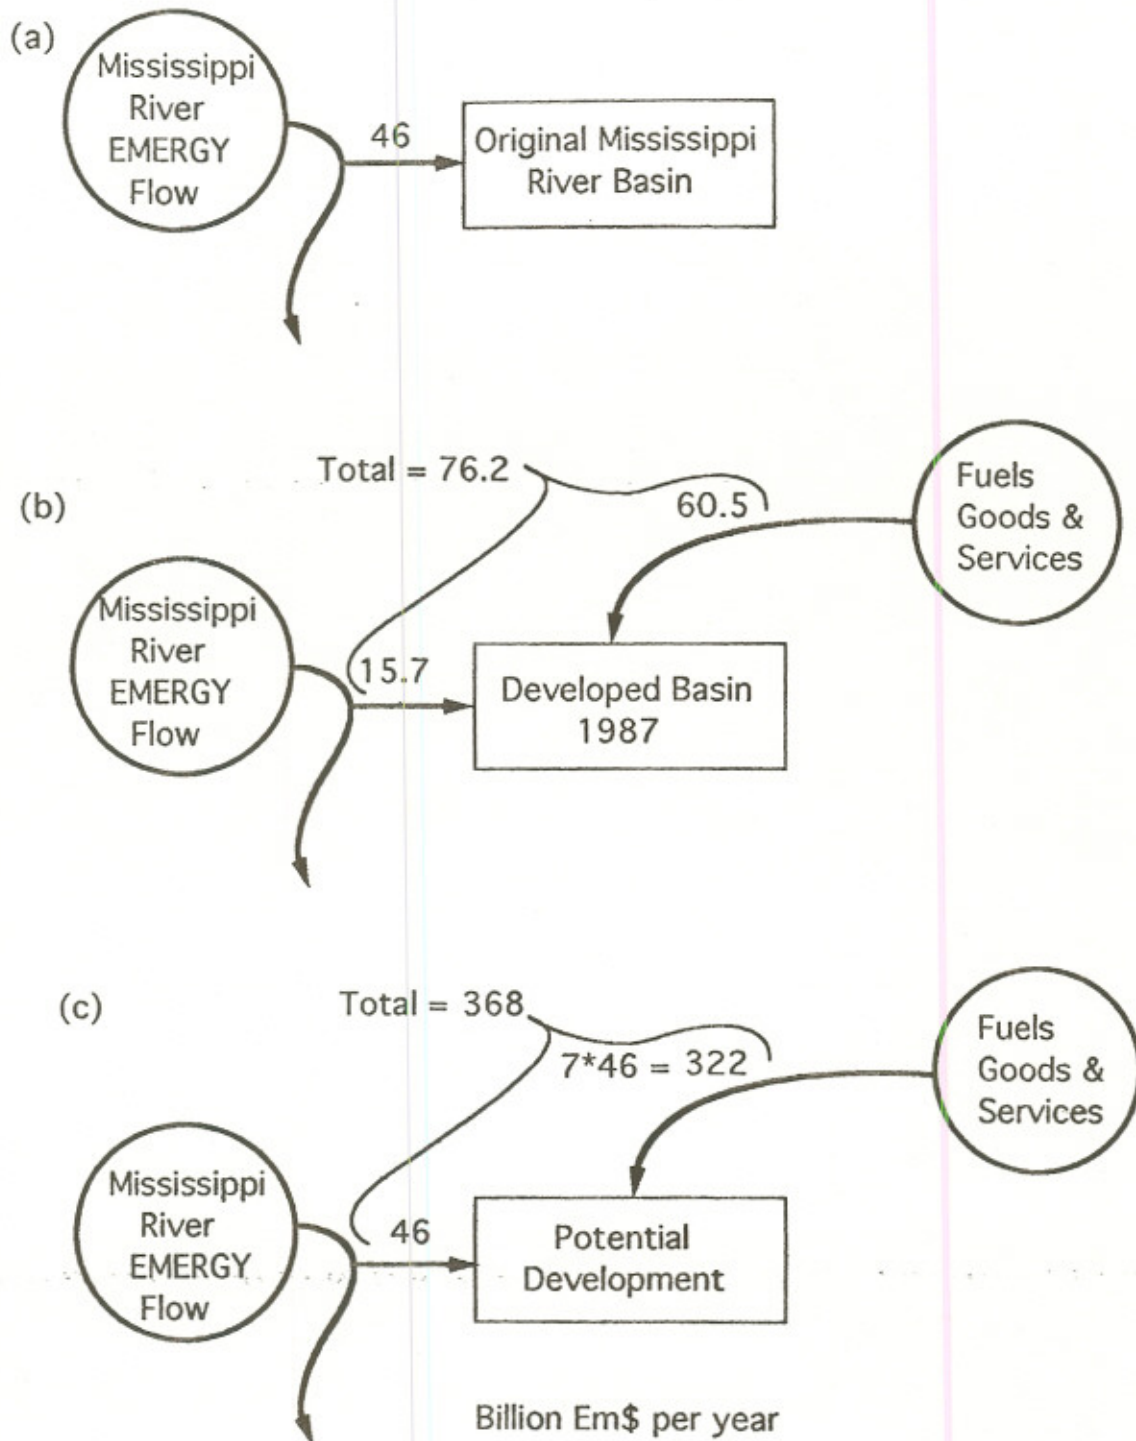 (a)
Mississippi
River
EMERGY
Flow
46
Original Mississippi
River Basin
(b)
Total = 76.2
60.5
Fuels
Goods &
Services
Mississippi
River
EMERGY
Flow
15.7
Developed Basin
1987
(c)
Total = 368
7*46 = 322
Fuels
Goods &
Services
Mississippi
River
EMERGY
Flow
46
Potential
Development
Billion Em$ per year